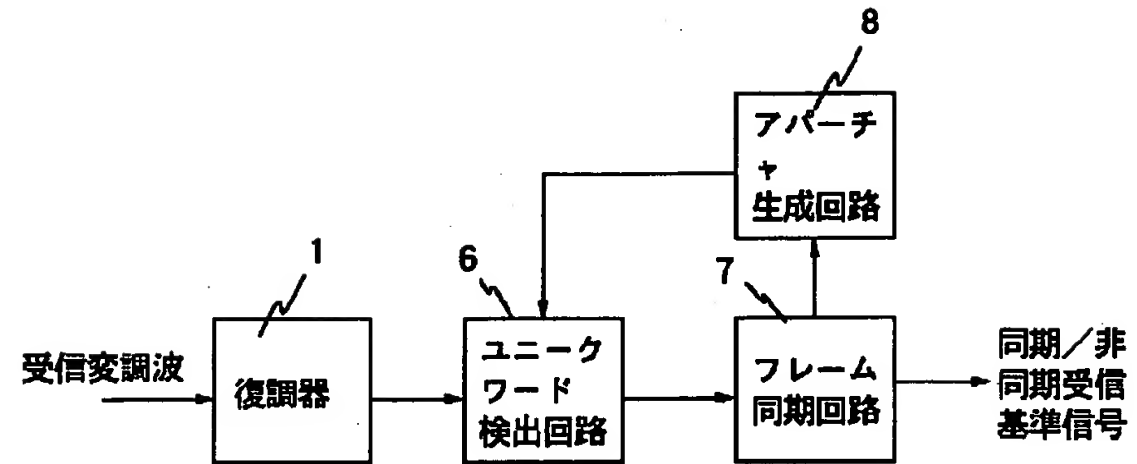 8
アパーチ
ャ
生成回路
1
6
7
受信変調波
復調器
ユニーク
ワード
検出回路
フレーム
同期回路
同期／非
同期受信
基準信号